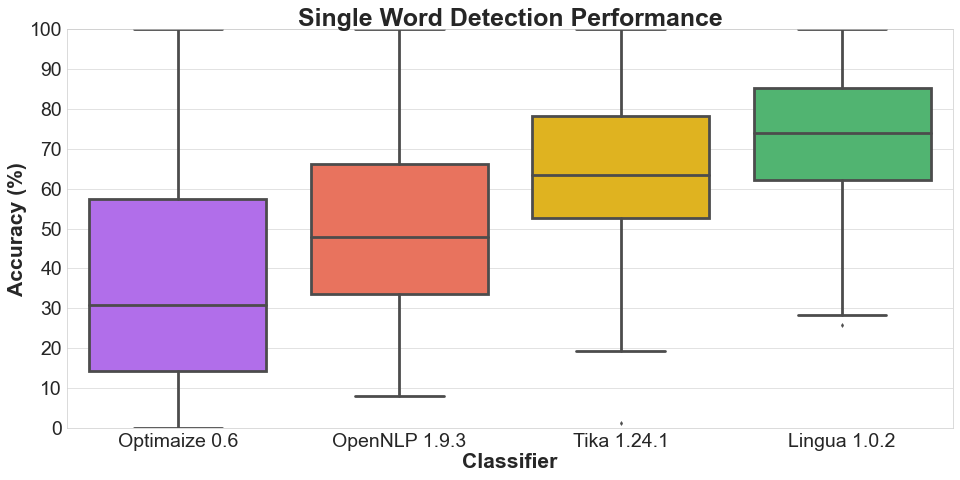 Single Word Detection Performance
Accuracy (%)
100
90
80
70
60
50
40
30
20
10
0
Optimaize 0.6
OpenNLP 1.9.3
Tika 1.24.1
Lingua 1.0.2
Classifier